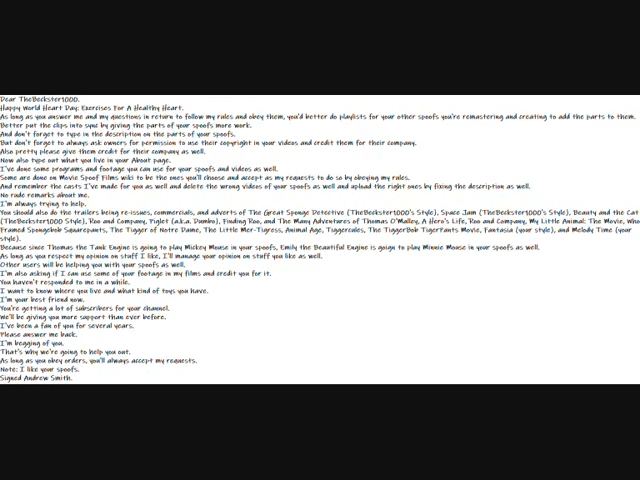 Dear TheBeckster1000.
Happy World Heart Day: Exercises For A Healthy Heart.
As long as you answer me and my questions in return to follow my rules and obey them, you'd better do playlists for your other spoofs you're remastering and creating to add the parts to them.
Better put the clips into sync by giving the parts of your spoofs more work.
And don't forget to type in the description on the parts of your spoofs.
But don't forget to always ask owners for permission to use their copyright in your videos and credit them for their company.
Also pretty please give them credit for their company as well.
Now also type out what you live in your About page.
I've done some programs and footage you can use for your spoofs and videos as well.
Some are done on Movie Spoof Films wiki to be the ones you'll choose and accept as my requests to do so by obeying my rules.
And remember the casts I've made for you as well and delete the wrong videos of your spoofs as well and upload the right ones by fixing the description as well.
No rude remarks about me.
I'm always trying to help.
You should also do the trailers being re-issues, commercials, and adverts of The Great Sponge Detective (TheBeckster1000's Style), Space Jam (TheBeckster1000's Style), Beauty and the Cat
(TheBeckster1000 Style), Roo and Company, Piglet (a.k.a. Dumbo), Finding Roo, and The Many Adventures of Thomas O'Malley, A Hero's Life, Roo and Company, My Little Animal: The Movie, Who
Framed Spongebob Squarepants, The Tigger of Notre Dame, The Little Mer-Tigress, Animal Age, Tiggercules, The TiggerBob TigerPants Movie, Fantasia (your style), and Melody Time (your
style).
Because since Thomas the Tank Engine is going to play Mickey Mouse in your spoofs, Emily the Beautiful Engine is goign to play Minnie Mouse in your spoofs as well.
As long as you respect my opinion on stuff I like, I'll manage your opinion on stuff you like as well.
Other users will be helping you with your spoofs as well.
I'm also asking if I can use some of your footage in my films and credit you for it.
You haven't responded to me in a while.
I want to know where you live and what kind of toys you have.
I'm your best friend now.
You're getting a lot of subscribers for your channel.
We'll be giving you more support than ever before.
I've been a fan of you for several years.
Please answer me back.
I'm begging of you.
That's why we're going to help you out.
As long as you obey orders, you'll always accept my requests.
Note: I like your spoofs.
Signed Andrew Smith.